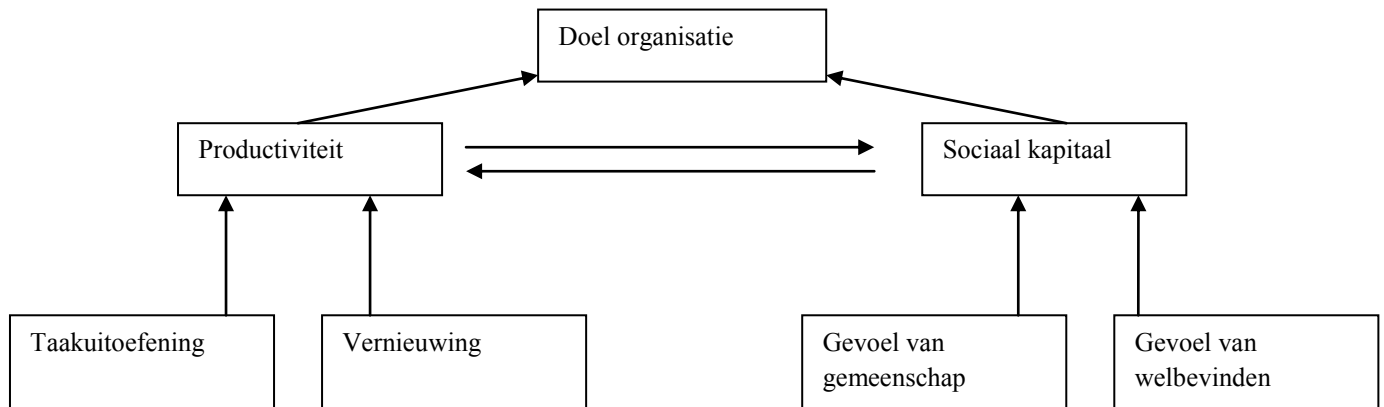 Doel organisatie
Productiviteit
Sociaal kapitaal
Taakuitoefening
Vernieuwing
Gevoel van
gemeenschap
Gevoel van
welbevinden